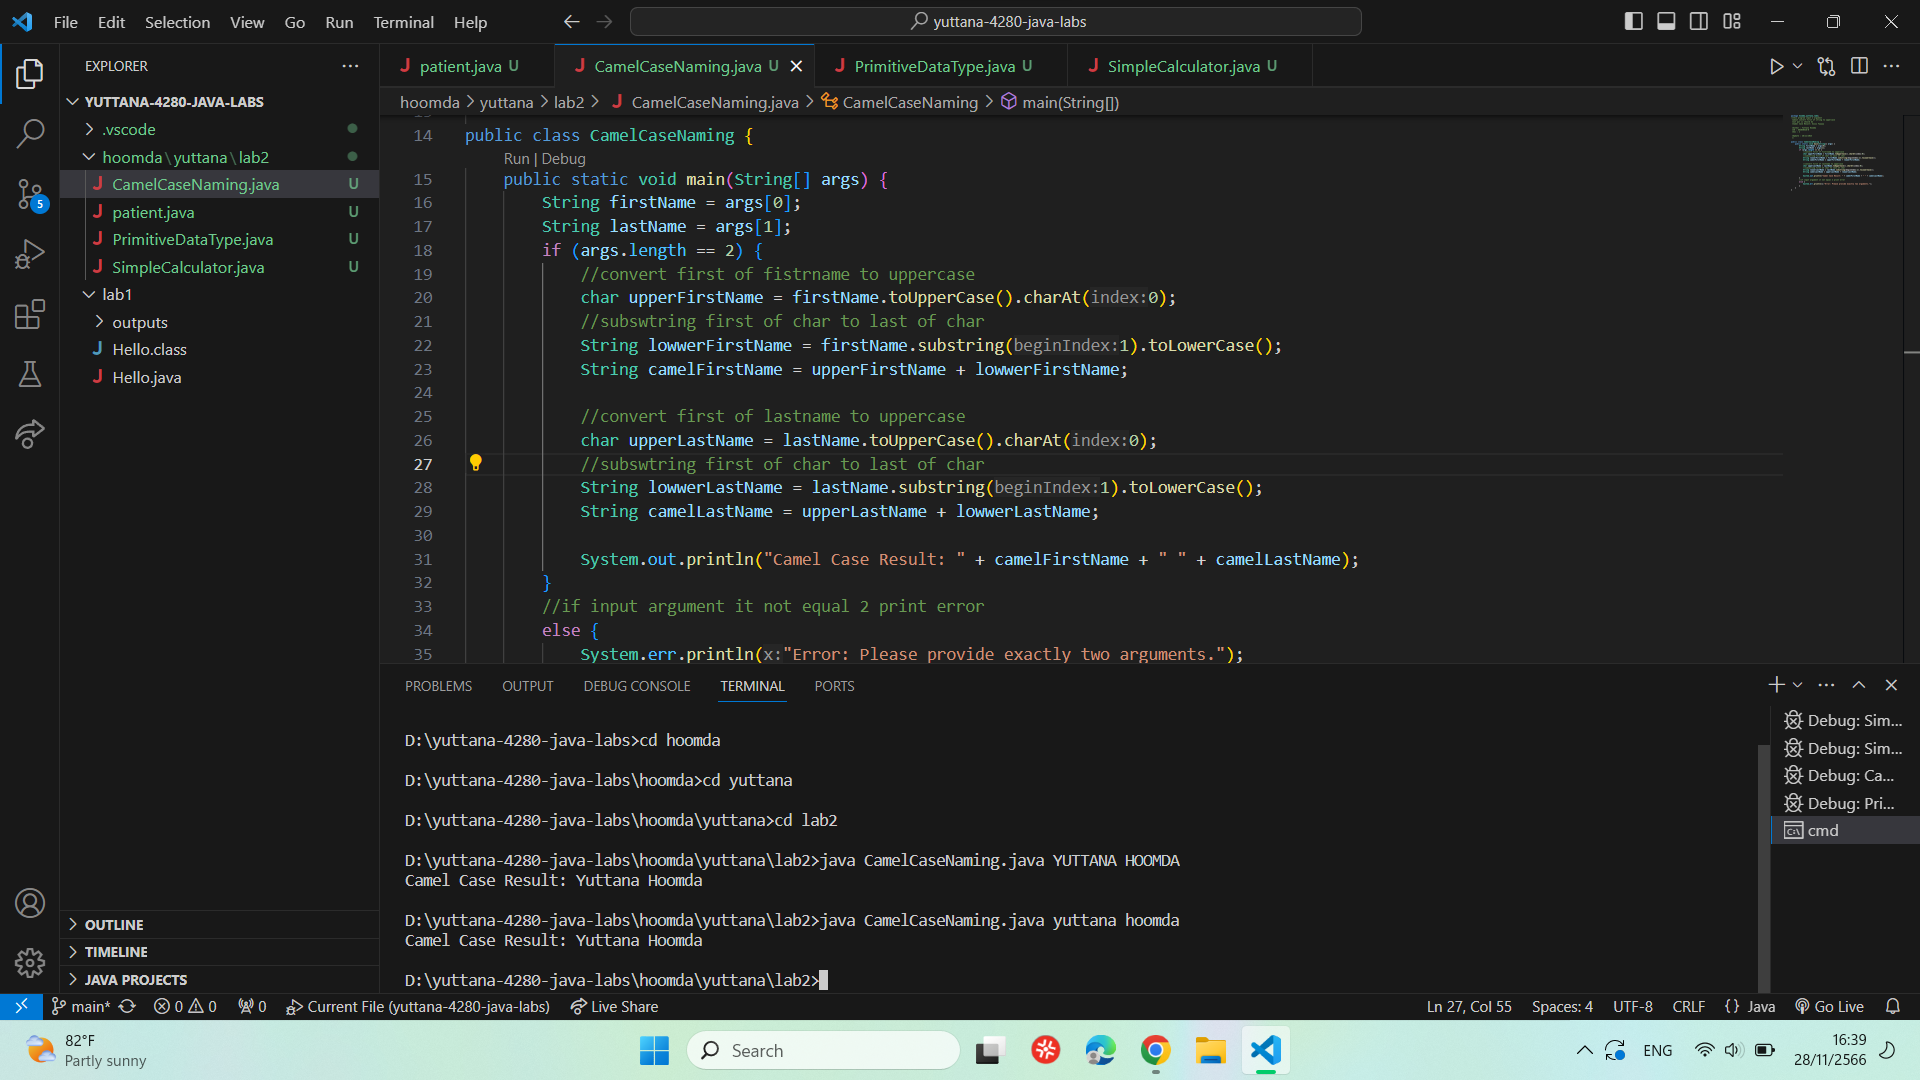 File Edit Selection View Go Run Terminal Help
yuttana-4280-java-labs
EXPLORER
patient.java U
CamelCaseNaming.java U
PrimitiveDataType.java U
SimpleCalculator.java U
YUTTANA-4280-JAVA-LABS
.vscode
hoomda\yuttana\lab2
CamelCaseNaming.java U
patient.java U
PrimitiveDataType.java U
SimpleCalculator.java U
lab1
outputs
Hello.class
Hello.java
5
OUTLINE
TIMELINE
JAVA PROJECTS
hoomda > yuttana > lab2 > CamelCaseNaming.java > CamelCaseNaming > main(String[])
14 public class CamelCaseNaming {
Run | Debug
15 public static void main(String[] args) {
16 String firstName = args[0];
17 String lastName = args[1];
18 if (args.length == 2) {
19 //convert first of fistrname to uppercase
20 char upperFirstName = firstName.toUpperCase().charAt(index:0);
21 //subswtring first of char to last of char
22 String lowwerFirstName = firstName.substring(beginIndex:1).toLowerCase();
23 String camelFirstName = upperFirstName + lowwerFirstName;
24
25 //convert first of lastname to uppercase
26 char upperLastName = lastName.toUpperCase().charAt(index:0);
27 //subswtring first of char to last of char
28 String lowwerLastName = lastName.substring(beginIndex:1).toLowerCase();
29 String camelLastName = upperLastName + lowwerLastName;
30
31 System.out.println("Camel Case Result: " + camelFirstName + " " + camelLastName);
32 }
33 //if input argument it not equal 2 print error
34 else {
35 System.err.println(x:"Error: Please provide exactly two arguments.");
PROBLEMS OUTPUT DEBUG CONSOLE TERMINAL PORTS
D:\yuttana-4280-java-labs>cd hoomda
D:\yuttana-4280-java-labs\hoomda>cd yuttana
D:\yuttana-4280-java-labs\hoomda\yuttana>cd lab2
D:\yuttana-4280-java-labs\hoomda\yuttana\lab2>java CamelCaseNaming.java YUTTANA HOOMDA
Camel Case Result: Yuttana Hoomda
D:\yuttana-4280-java-labs\hoomda\yuttana\lab2>java CamelCaseNaming.java yuttana hoomda
Camel Case Result: Yuttana Hoomda
D:\yuttana-4280-java-labs\hoomda\yuttana\lab2>
Debug: Sim...
Debug: Sim...
Debug: Ca...
Debug: Pri...
cmd
main* 0 0 0 Current File (yuttana-4280-java-labs) Live Share
Ln 27, Col 55 Spaces: 4 UTF-8 CRLF {} Java Go Live
82°F
Partly sunny
Search
ENG
16:39
28/11/2566